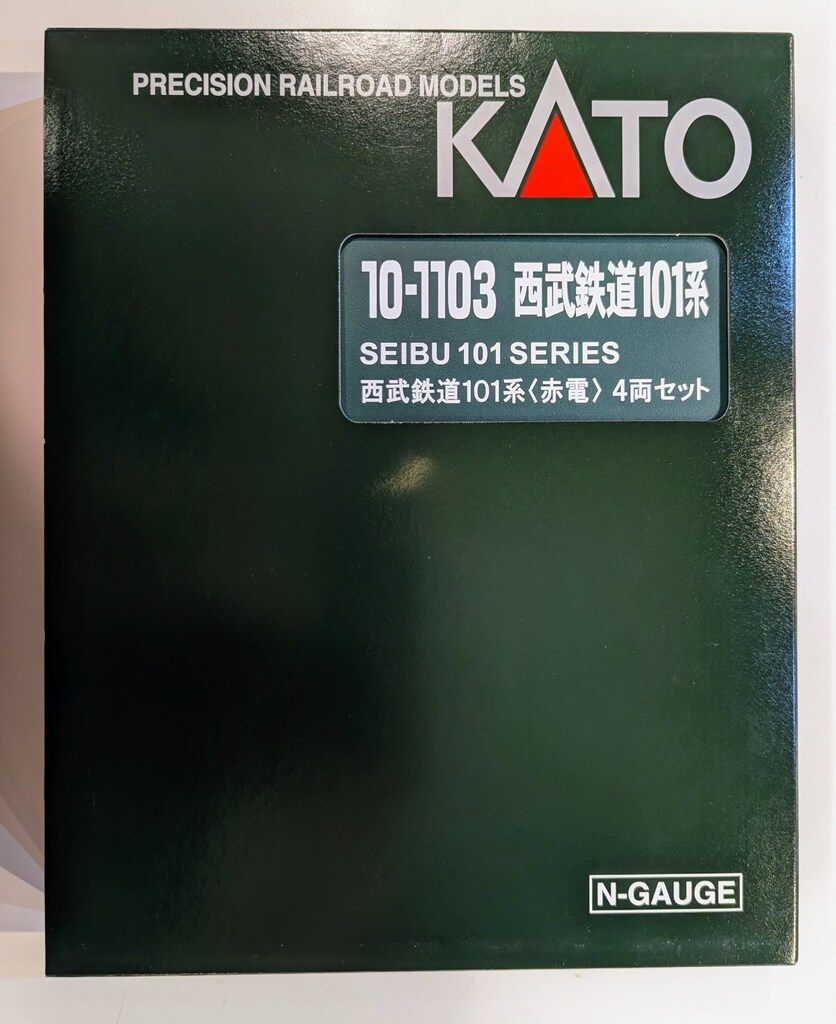 PRECISION RAILROAD MODELS
KATO
10-1103 西武鉄道101系
SEIBU 101 SERIES
西武鉄道101系〈赤電〉 4両セット
N-GAUGE